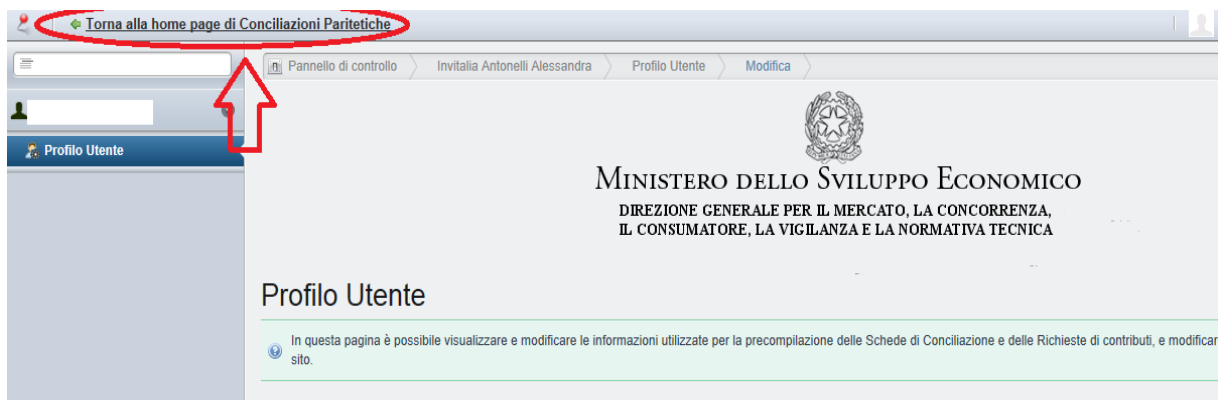 Torna alla home page di Conciliazioni Paritetiche
Pannello di controllo Invitalia Antonelli Alessandra Profilo Utente Modifica
Profilo Utente
MINISTERO DELLO SVILUPPO ECONOMICO
DIREZIONE GENERALE PER IL MERCATO, LA CONCORRENZA,
IL CONSUMATORE, LA VIGILANZA E LA NORMATIVA TECNICA
Profilo Utente
In questa pagina è possibile visualizzare e modificare le informazioni utilizzate per la precompilazione delle Schede di Conciliazione e delle Richieste di contributi, e modificar
sito.